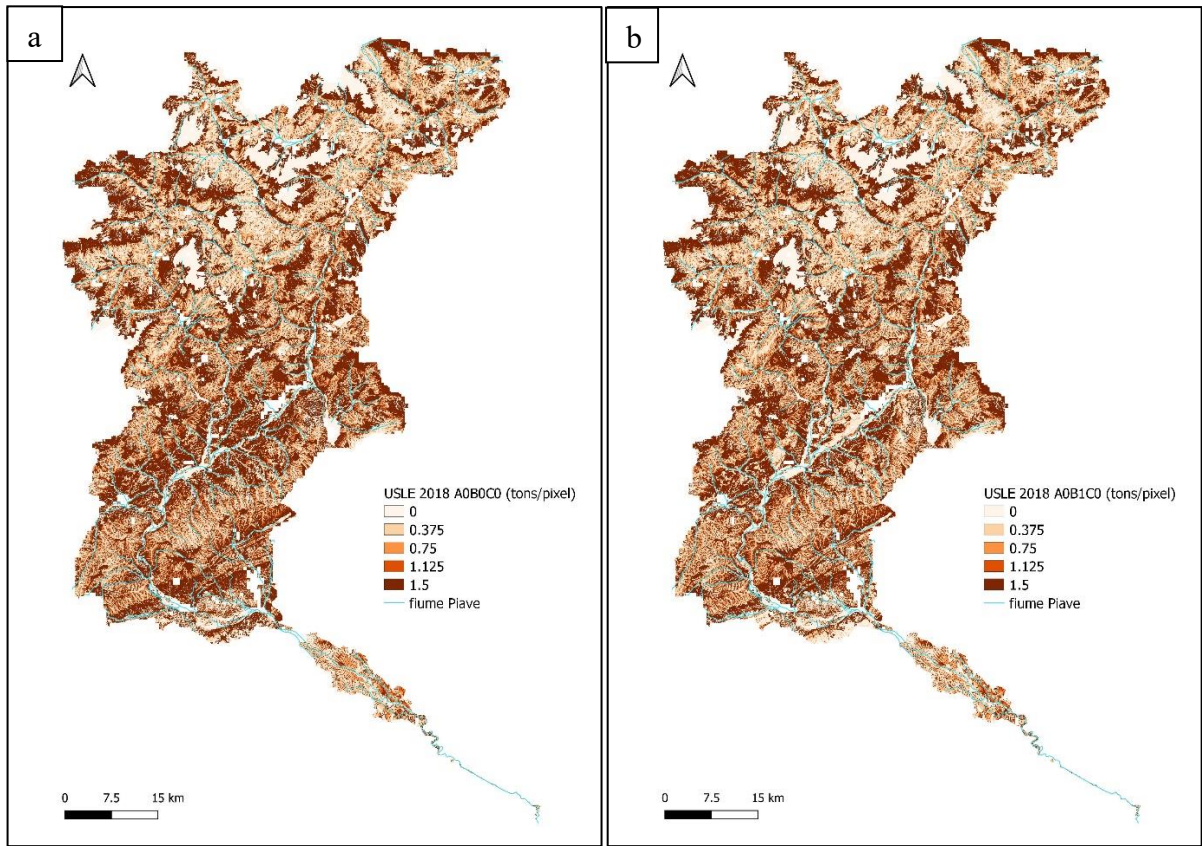 a
USLE 2018 A0B0C0 (tons/pixel)
0
0.375
0.75
1.125
1.5
fiume Piave
0 7.5 15 km
b
USLE 2018 A0B1C0 (tons/pixel)
0
0.375
0.75
1.125
1.5
fiume Piave
0 7.5 15 km